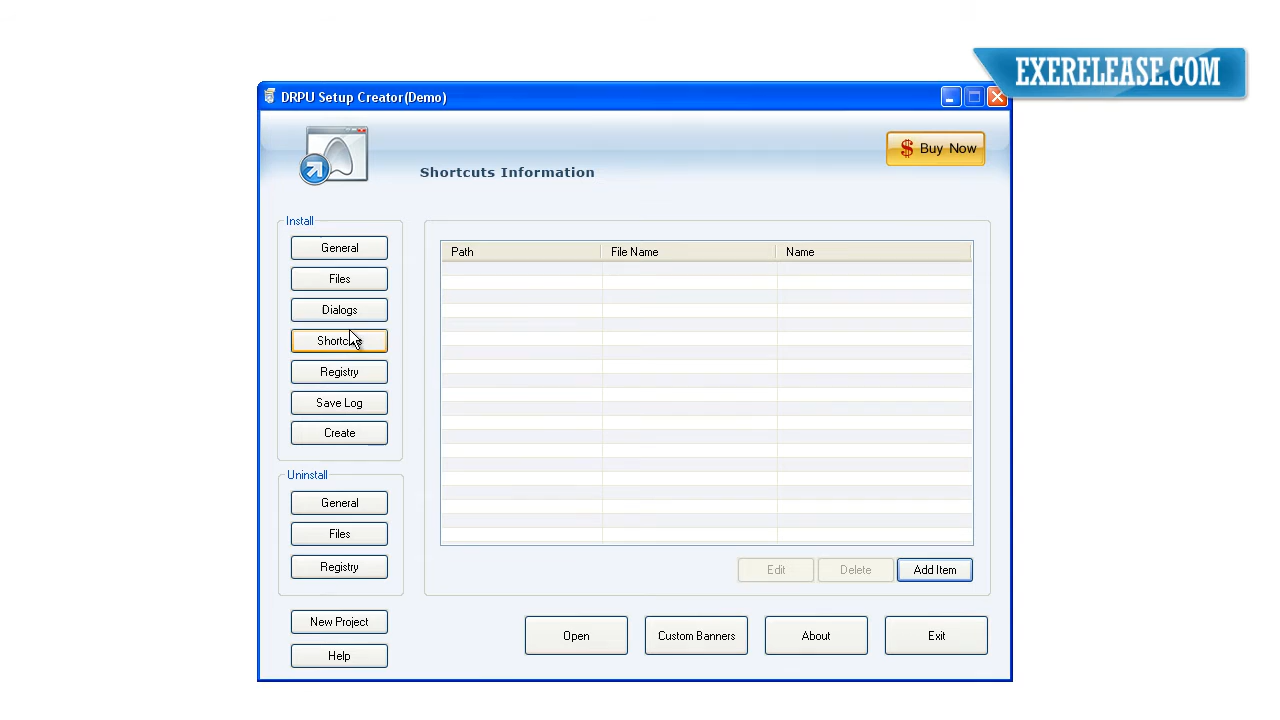 EXERELEASE.COM
DRPU Setup Creator(Demo)
$ Buy Now
Shortcuts Information
Install
General
Files
Dialogs
Registry
Save Log
Create
Path File Name Name
Uninstall
General
Files
Registry
Edit Delete Add Item
New Project
Help
Open Custom Banners About Exit